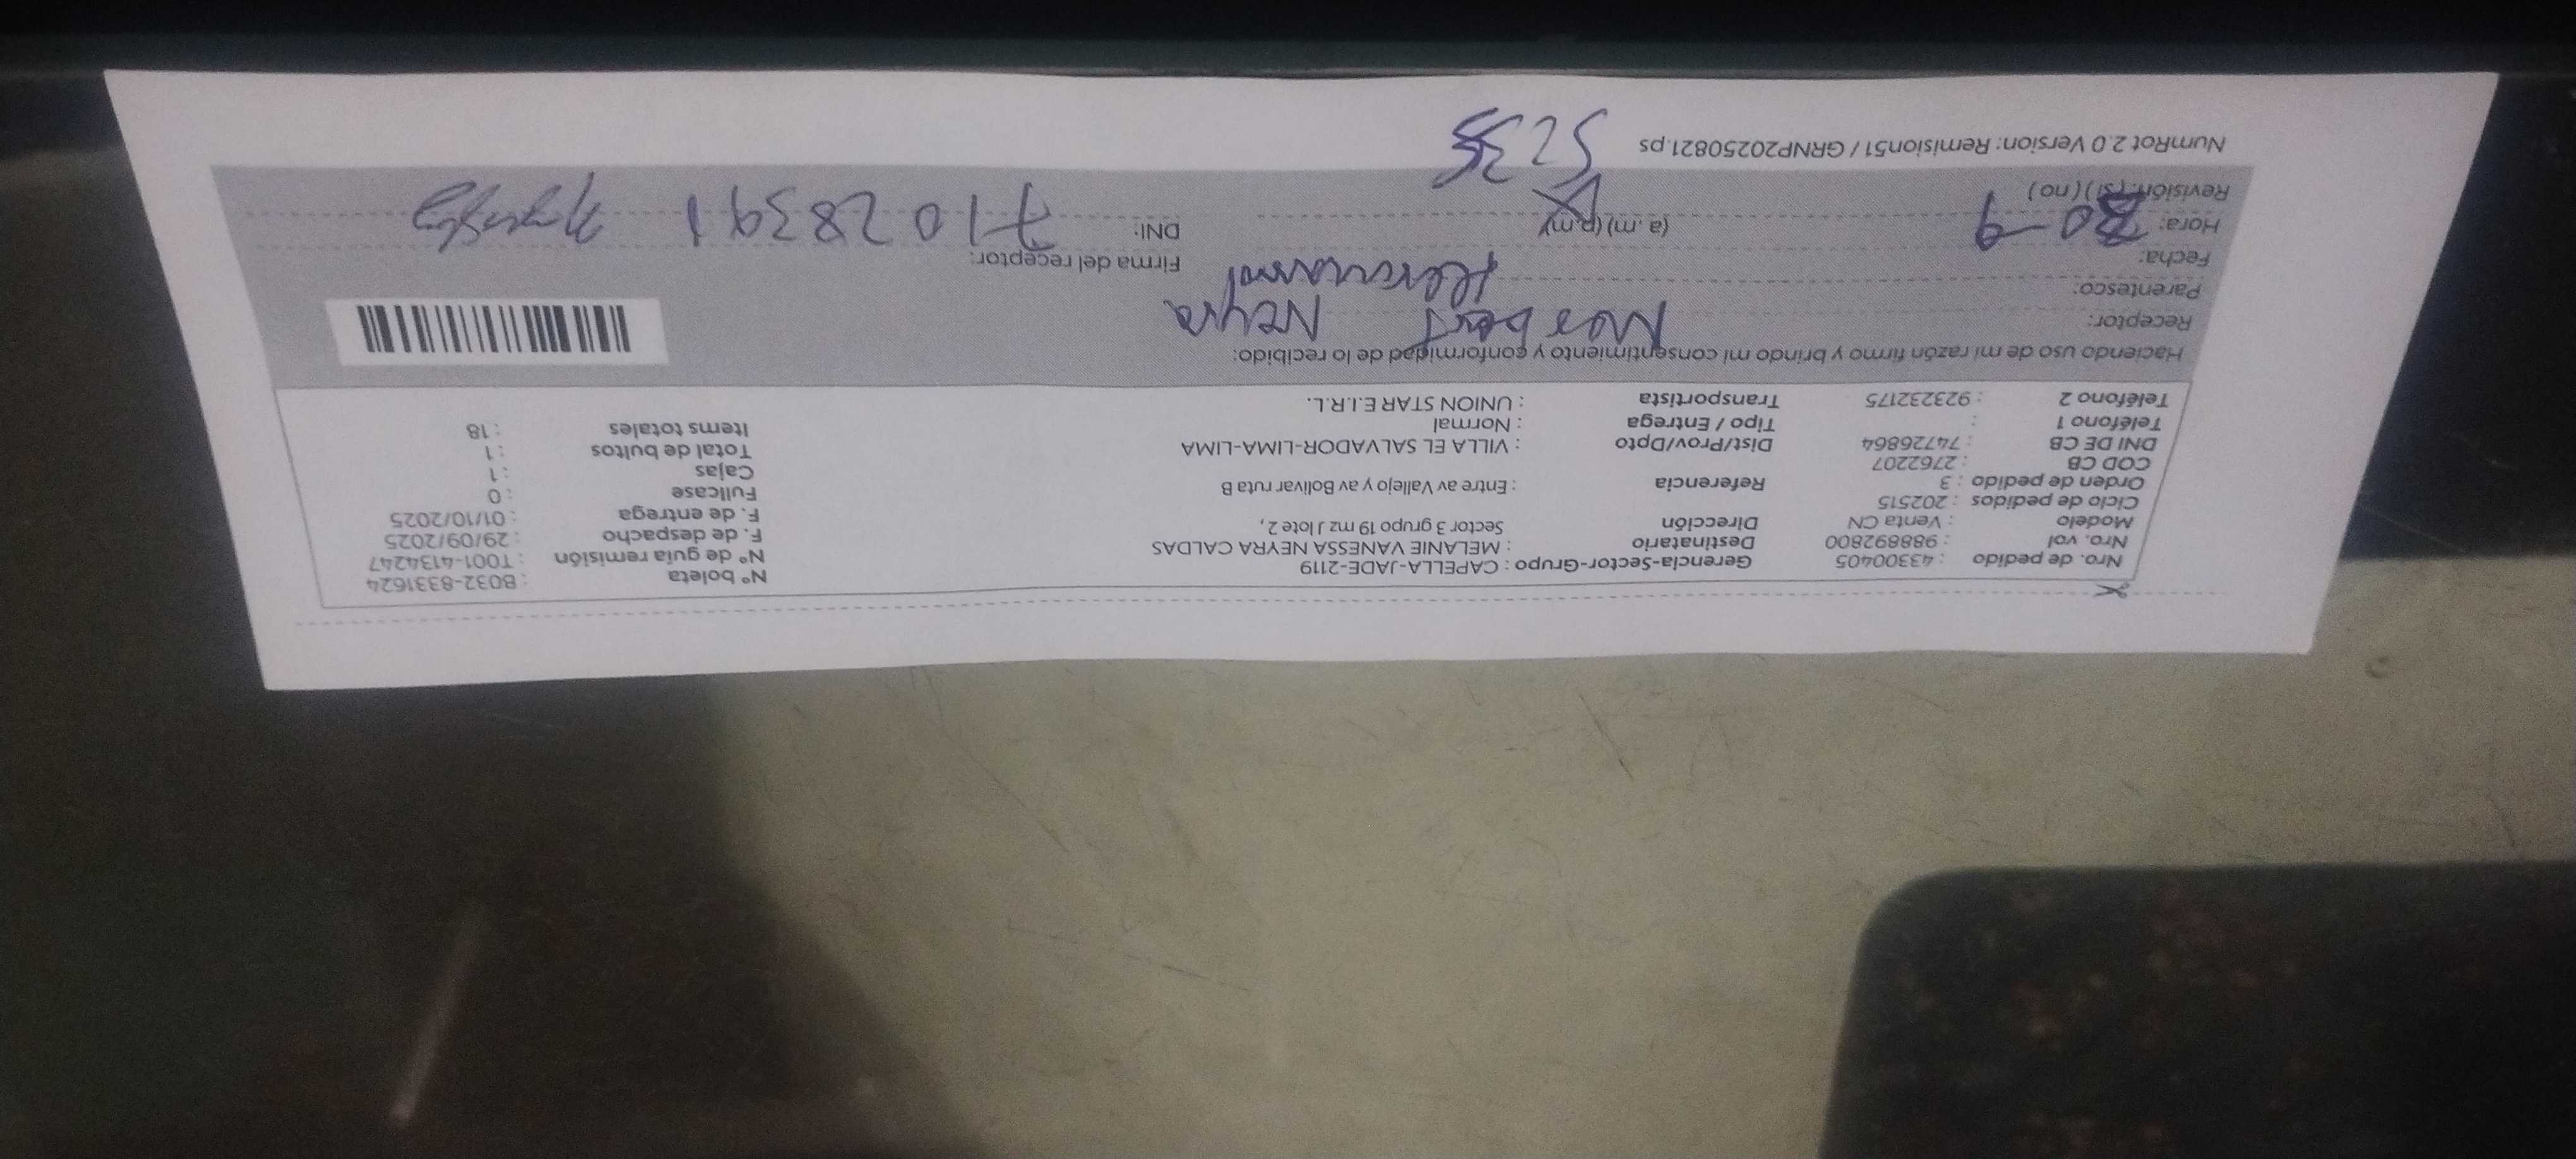 Nro. de pedido : 43300405 Gerencia-Sector-Grupo : CAPELLA-JADE-2119 N° boleta : B032-8331624
Nro. vol : 988892800 Destinatario : MELANIE VANESSA NEYRA CALDAS N° de guía remisión : T001-4134247
Modelo : Venta CN Dirección Sector 3 grupo 19 mz J lote 2 , F. de despacho : 29/09/2025
Ciclo de pedidos : 202515 F. de entrega : 01/10/2025
Orden de pedido : 3 Referencia : Entre av Vallejo y av Bolivar ruta B Fullcase : 0
COD CB : 2762207 Cajas : 1
DNI DE CB : 74726864 Dist/Prov/Dpto : VILLA EL SALVADOR-LIMA-LIMA Total de bultos : 1
Teléfono 1 : Tipo / Entrega : Normal Items totales : 18
Teléfono 2 : 923232175 Transportista : UNION STAR E.I.R.L.
Haciendo uso de mi razón firmo y brindo mi consentimiento y conformidad de lo recibido:
Receptor: Norbert Neyra
Parentesco: Hermano
Fecha: Firma del receptor:
Hora: 30-9 (a.m) (p.m) DNI: 71028391
Revisión: (si) (no)
NumRot 2.0 Version: Remision51 / GRNP20250821.ps